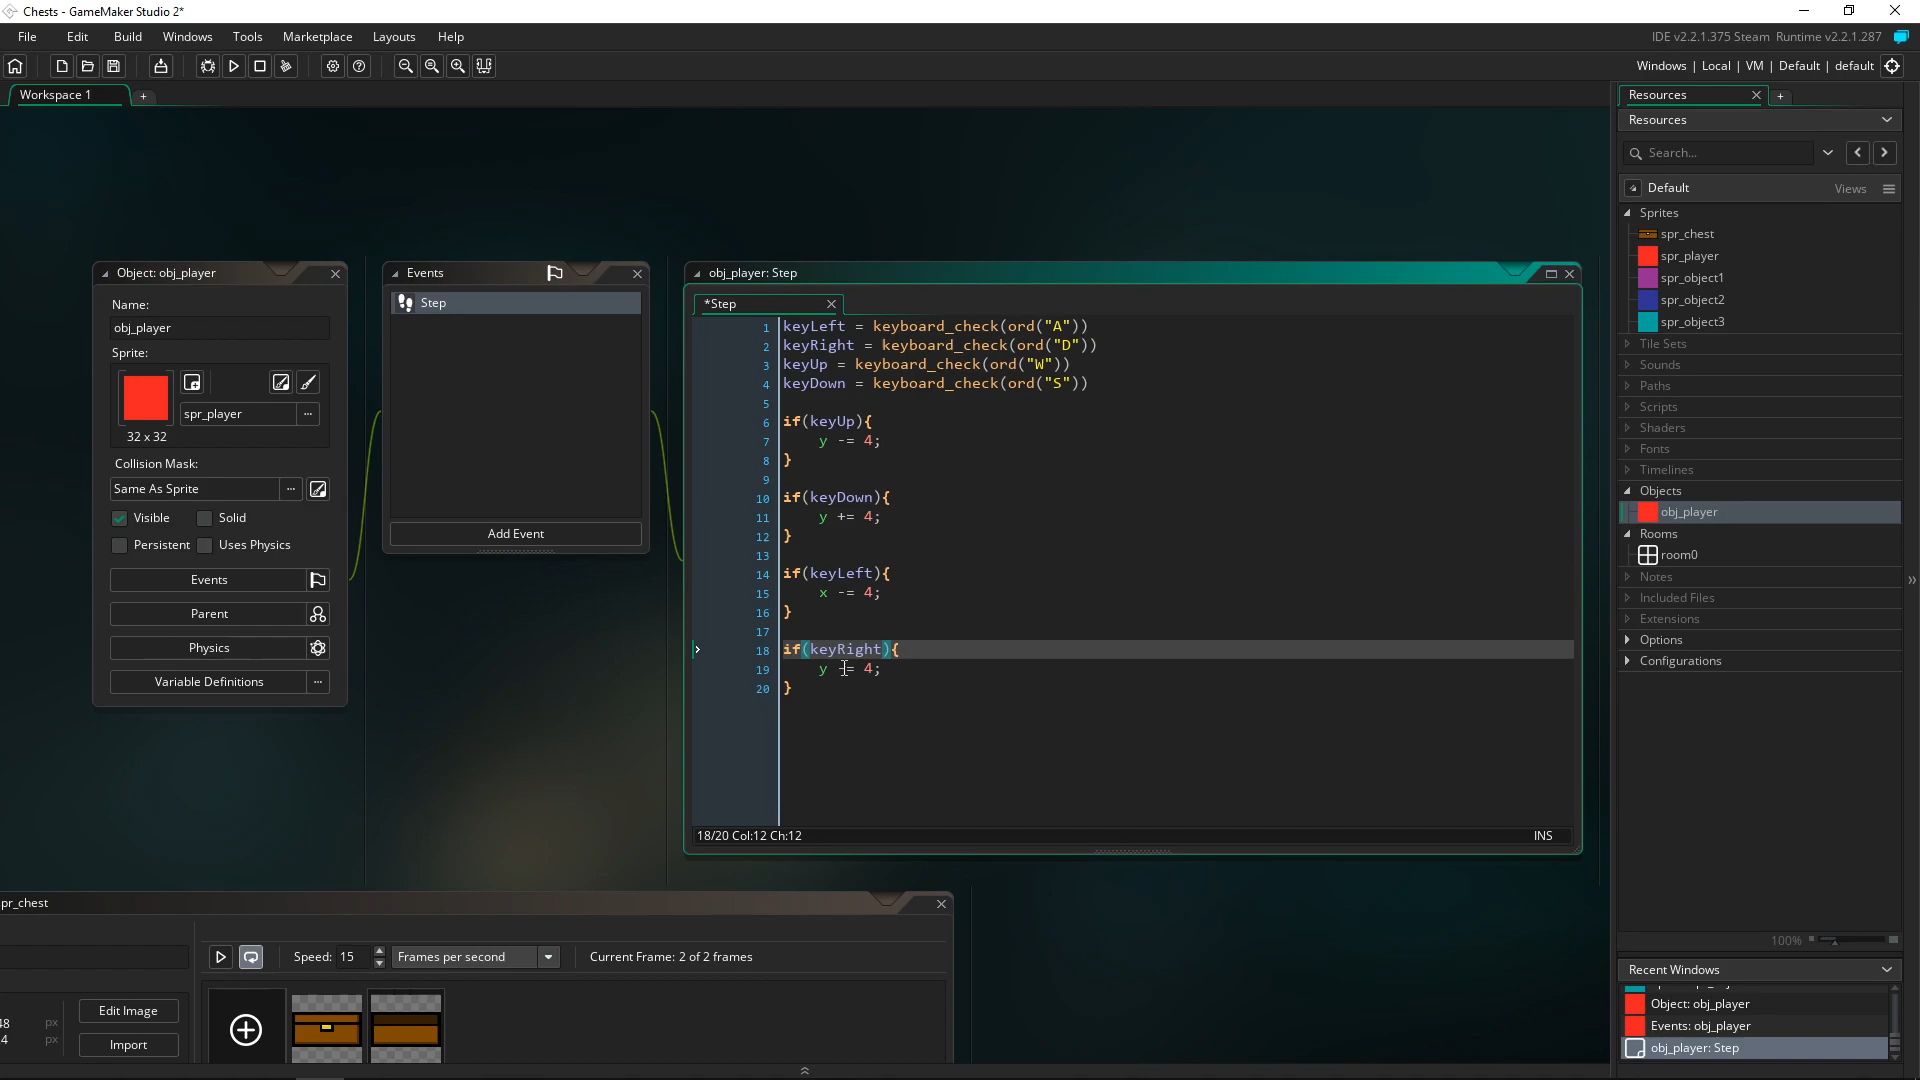 Chests - GameMaker Studio 2*
File Edit Build Windows Tools Marketplace Layouts Help
IDE v2.2.1.375 Steam Runtime v2.2.1.287
Windows | Local | VM | Default | default
Workspace 1
Object: obj_player
Name:
obj_player
Sprite:
spr_player
32 x 32
Collision Mask:
Same As Sprite
Visible Solid
Persistent Uses Physics
Events
Parent
Physics
Variable Definitions
Events
Step
Add Event
obj_player: Step
*Step
1 keyLeft = keyboard_check(ord("A"))
2 keyRight = keyboard_check(ord("D"))
3 keyUp = keyboard_check(ord("W"))
4 keyDown = keyboard_check(ord("S"))
5
6 if(keyUp){
7 y -= 4;
8 }
9
10 if(keyDown){
11 y += 4;
12 }
13
14 if(keyLeft){
15 x -= 4;
16 }
17
18 if(keyRight){
19 y = 4;
20 }
18/20 Col:12 Ch:12
INS
pr_chest
Speed: 15
Frames per second
Current Frame: 2 of 2 frames
48 px
4 px
Edit Image
Import
Resources
Resources
Search...
Default
Views
Sprites
spr_chest
spr_player
spr_object1
spr_object2
spr_object3
Tile Sets
Sounds
Paths
Scripts
Shaders
Fonts
Timelines
Objects
obj_player
Rooms
room0
Notes
Included Files
Extensions
Options
Configurations
100%
Recent Windows
Object: obj_player
Events: obj_player
obj_player: Step